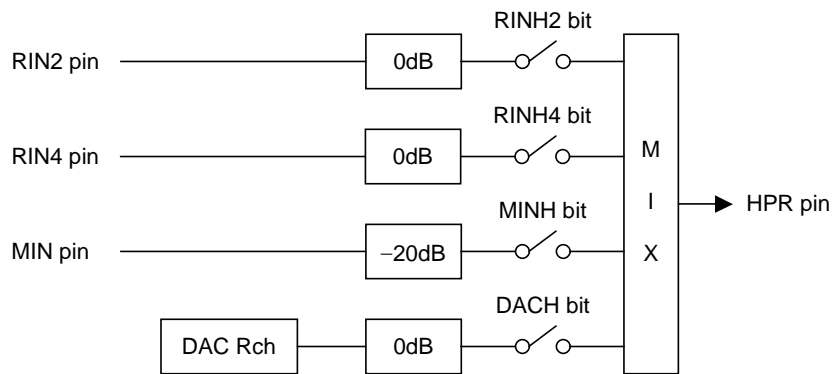 RINH2 bit
RIN2 pin 0dB
RINH4 bit
RIN4 pin 0dB
M
I
X
HPR pin
MINH bit
MIN pin −20dB
DACH bit
DAC Rch 0dB